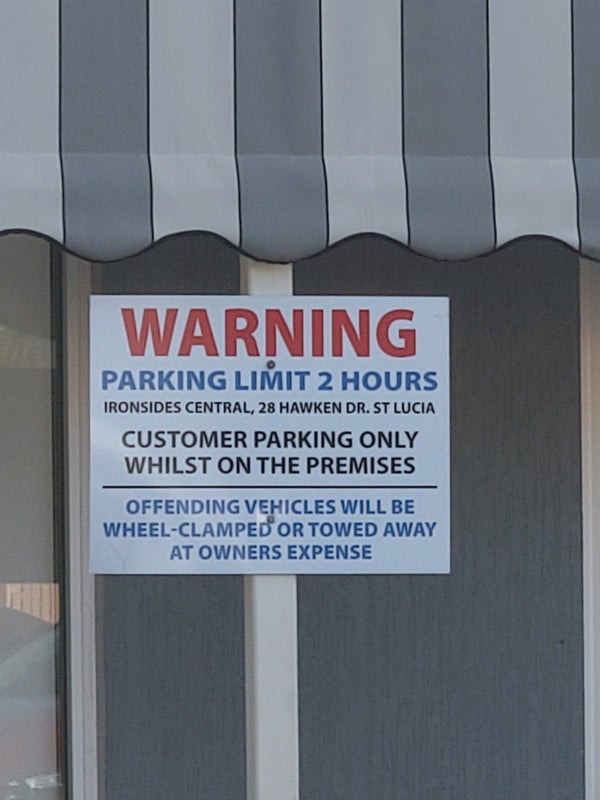 WARNING
PARKING LIMIT 2 HOURS
IRONSIDES CENTRAL, 28 HAWKEN DR. ST LUCIA
CUSTOMER PARKING ONLY
WHILST ON THE PREMISES
OFFENDING VEHICLES WILL BE
WHEEL-CLAMPED OR TOWED AWAY
AT OWNERS EXPENSE